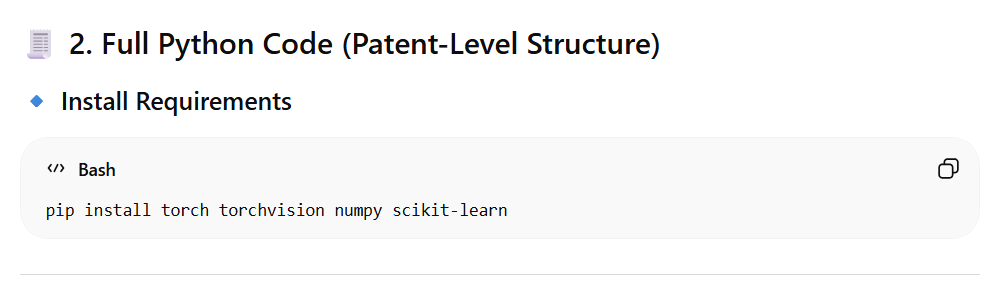 2. Full Python Code (Patent-Level Structure)
Install Requirements
Bash
pip install torch torchvision numpy scikit-learn